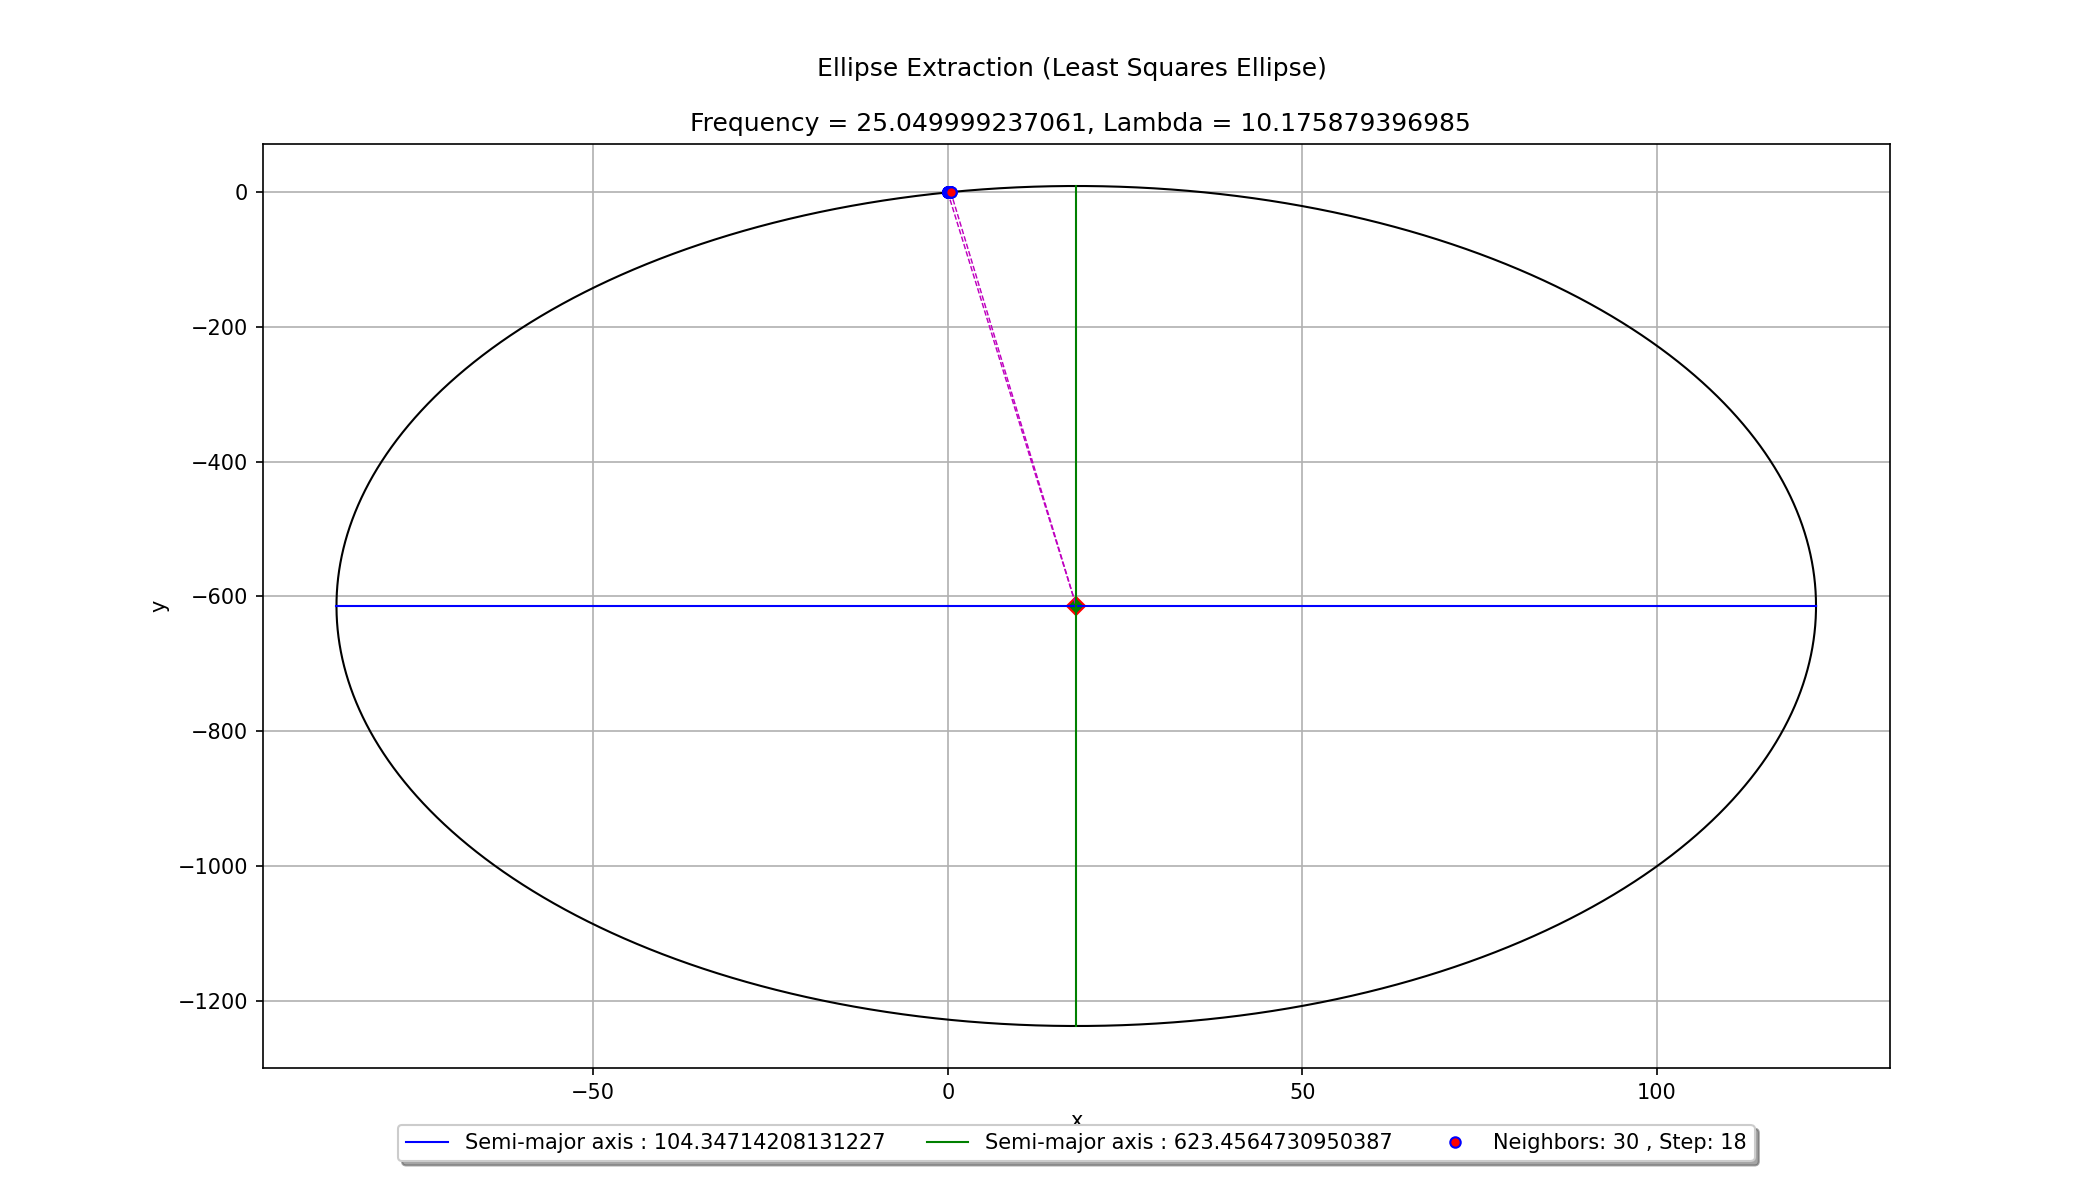 Ellipse Extraction (Least Squares Ellipse)
Frequency = 25.049999237061, Lambda = 10.175879396985
0
−200
−400
−600
−800
−1000
−1200
y
−50 0 50 100
x
Semi-major axis : 104.34714208131227 Semi-major axis : 623.4564730950387 Neighbors: 30 , Step: 18